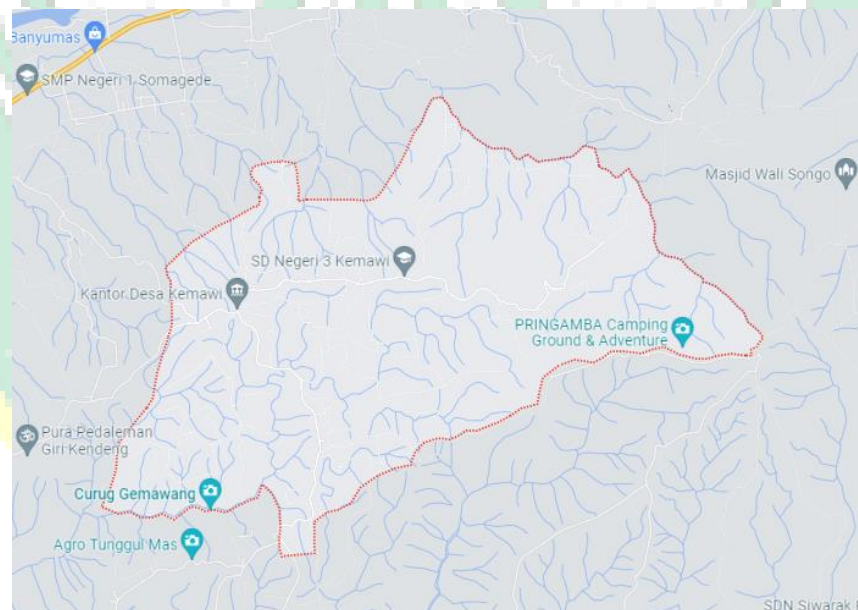 Banyumas
SMP Negeri 1 Somagede
Masjid Wali Songo
SD Negeri 3 Kemawi
Kantor Desa Kemawi
PRINGAMBA Camping
Ground & Adventure
Pura Pedaleman
Giri Kendeng
Curug Gemawang
Agro Tunggul Mas
SDN Siwarak